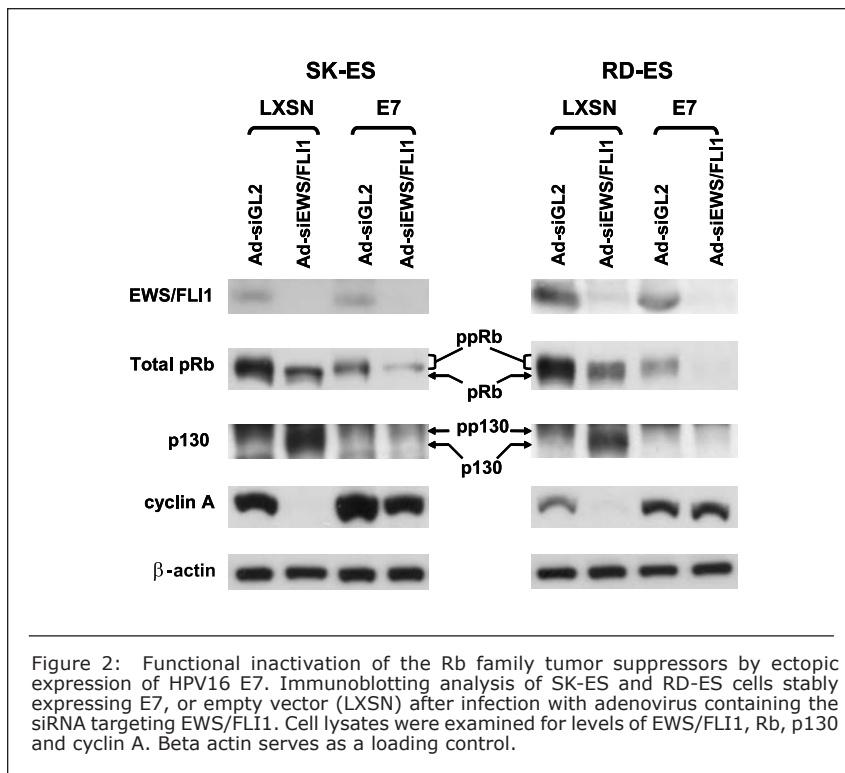 SK-ES RD-ES
LXSN E7 LXSN E7
Ad-siGL2 Ad-siEWS/FLI1 Ad-siGL2 Ad-siEWS/FLI1 Ad-siGL2 Ad-siEWS/FLI1 Ad-siGL2 Ad-siEWS/FLI1
EWS/FLI1
ppRb
Total pRb
pRb
pp130
p130
p130
cyclin A
β-actin
Figure 2: Functional inactivation of the Rb family tumor suppressors by ectopic
expression of HPV16 E7. Immunoblotting analysis of SK-ES and RD-ES cells stably
expressing E7, or empty vector (LXSN) after infection with adenovirus containing the
siRNA targeting EWS/FLI1. Cell lysates were examined for levels of EWS/FLI1, Rb, p130
and cyclin A. Beta actin serves as a loading control.